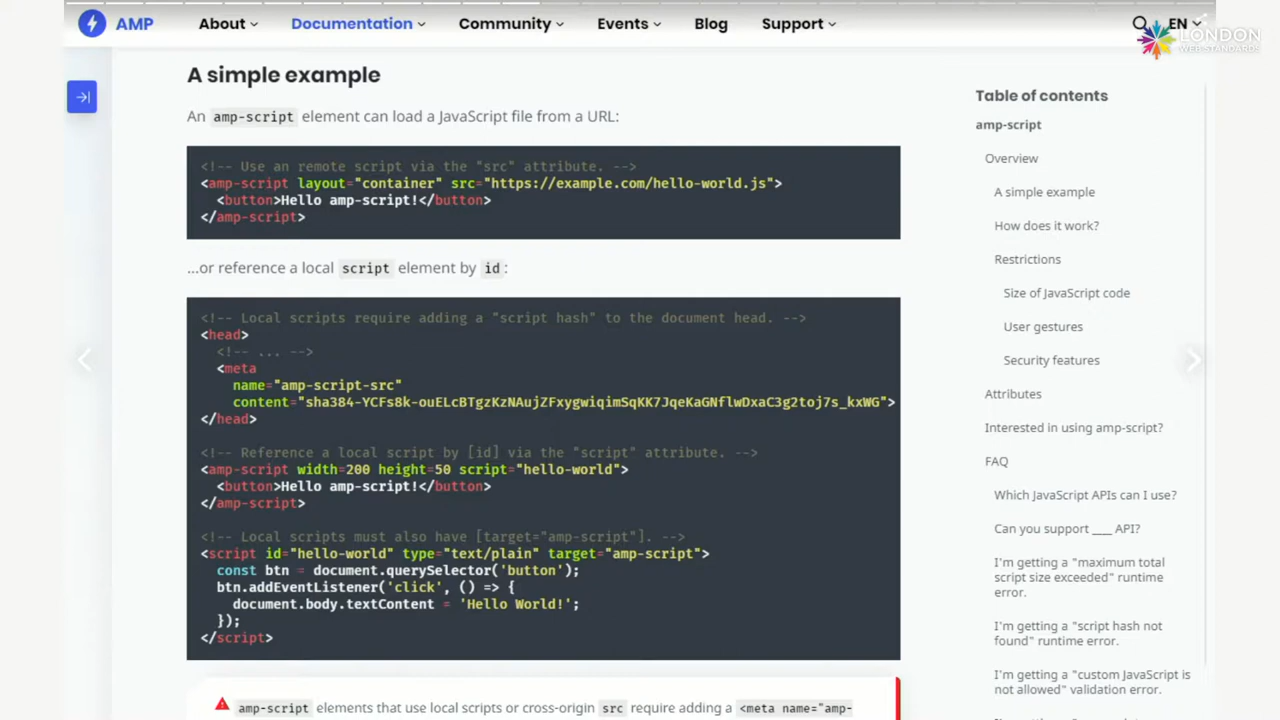 AMP
About
Documentation
Community
Events
Blog
Support
EN
LONDON
WEB STANDARDS
A simple example
An amp-script element can load a JavaScript file from a URL:
<!-- Use an remote script via the "src" attribute. -->
<amp-script layout="container" src="https://example.com/hello-world.js">
<button>Hello amp-script!</button>
</amp-script>
...or reference a local script element by id:
<!-- Local scripts require adding a "script hash" to the document head. -->
<head>
<!-- ... -->
<meta
name="amp-script-src"
content="sha384-YCFs8k-ouELcBTgzKzNAujZFxygwiqimSqKK7JqeKaGNflwDxaC3g2toj7s_kxWG">
</head>
<!-- Reference a local script by [id] via the "script" attribute. -->
<amp-script width=200 height=50 script="hello-world">
<button>Hello amp-script!</button>
</amp-script>
<!-- Local scripts must also have [target="amp-script"]. -->
<script id="hello-world" type="text/plain" target="amp-script">
const btn = document.querySelector('button');
btn.addEventListener('click', () => {
document.body.textContent = 'Hello World!';
});
</script>
amp-script elements that use local scripts or cross-origin src require adding a <meta name="amp-
Table of contents
amp-script
Overview
A simple example
How does it work?
Restrictions
Size of JavaScript code
User gestures
Security features
Attributes
Interested in using amp-script?
FAQ
Which JavaScript APIs can I use?
Can you support ____ API?
I'm getting a "maximum total
script size exceeded" runtime
error.
I'm getting a "script hash not
found" runtime error.
I'm getting a "custom JavaScript is
not allowed" validation error.